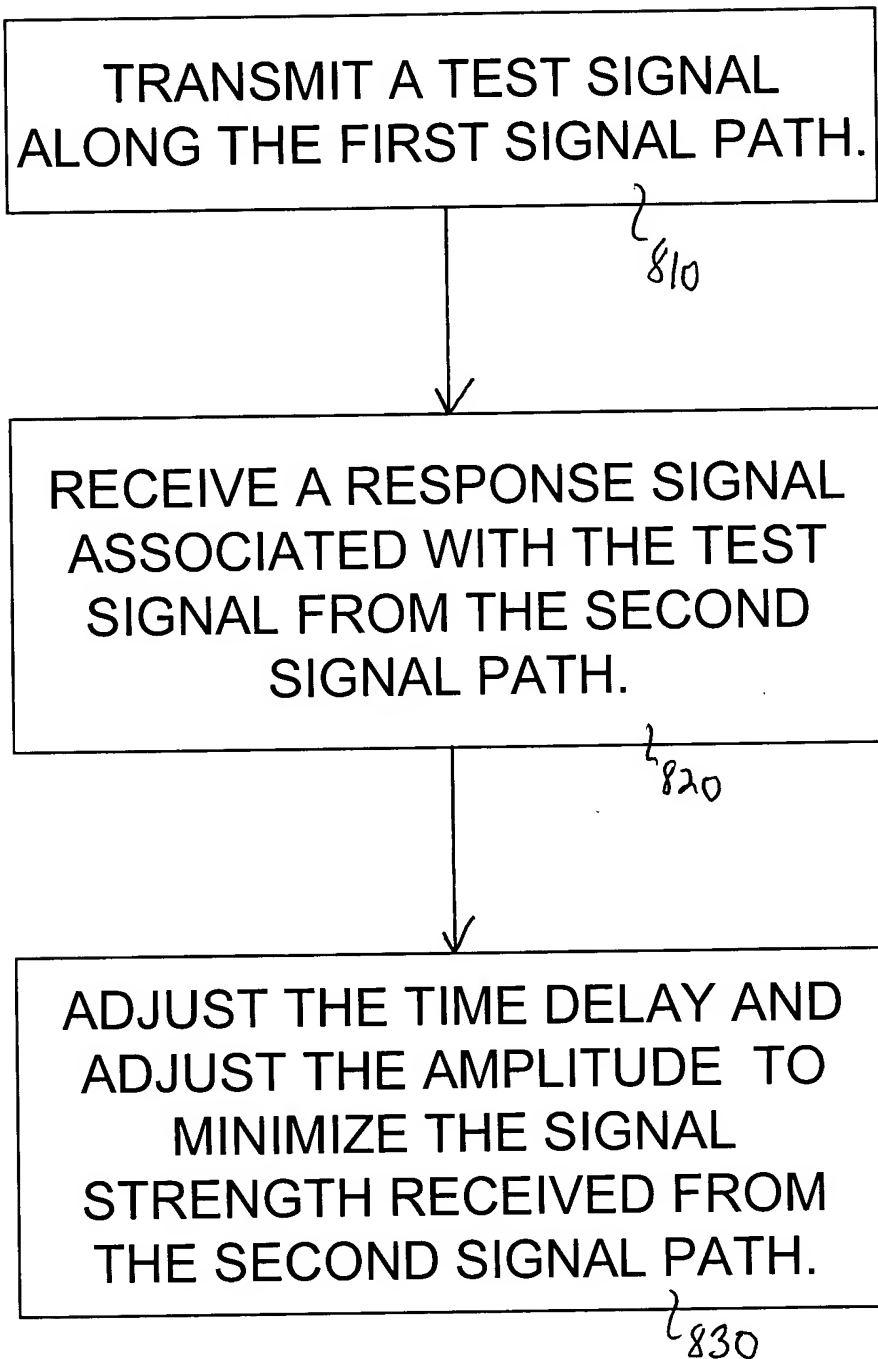 TRANSMIT A TEST SIGNAL
ALONG THE FIRST SIGNAL PATH.
810
RECEIVE A RESPONSE SIGNAL
ASSOCIATED WITH THE TEST
SIGNAL FROM THE SECOND
SIGNAL PATH.
820
ADJUST THE TIME DELAY AND
ADJUST THE AMPLITUDE TO
MINIMIZE THE SIGNAL
STRENGTH RECEIVED FROM
THE SECOND SIGNAL PATH.
830